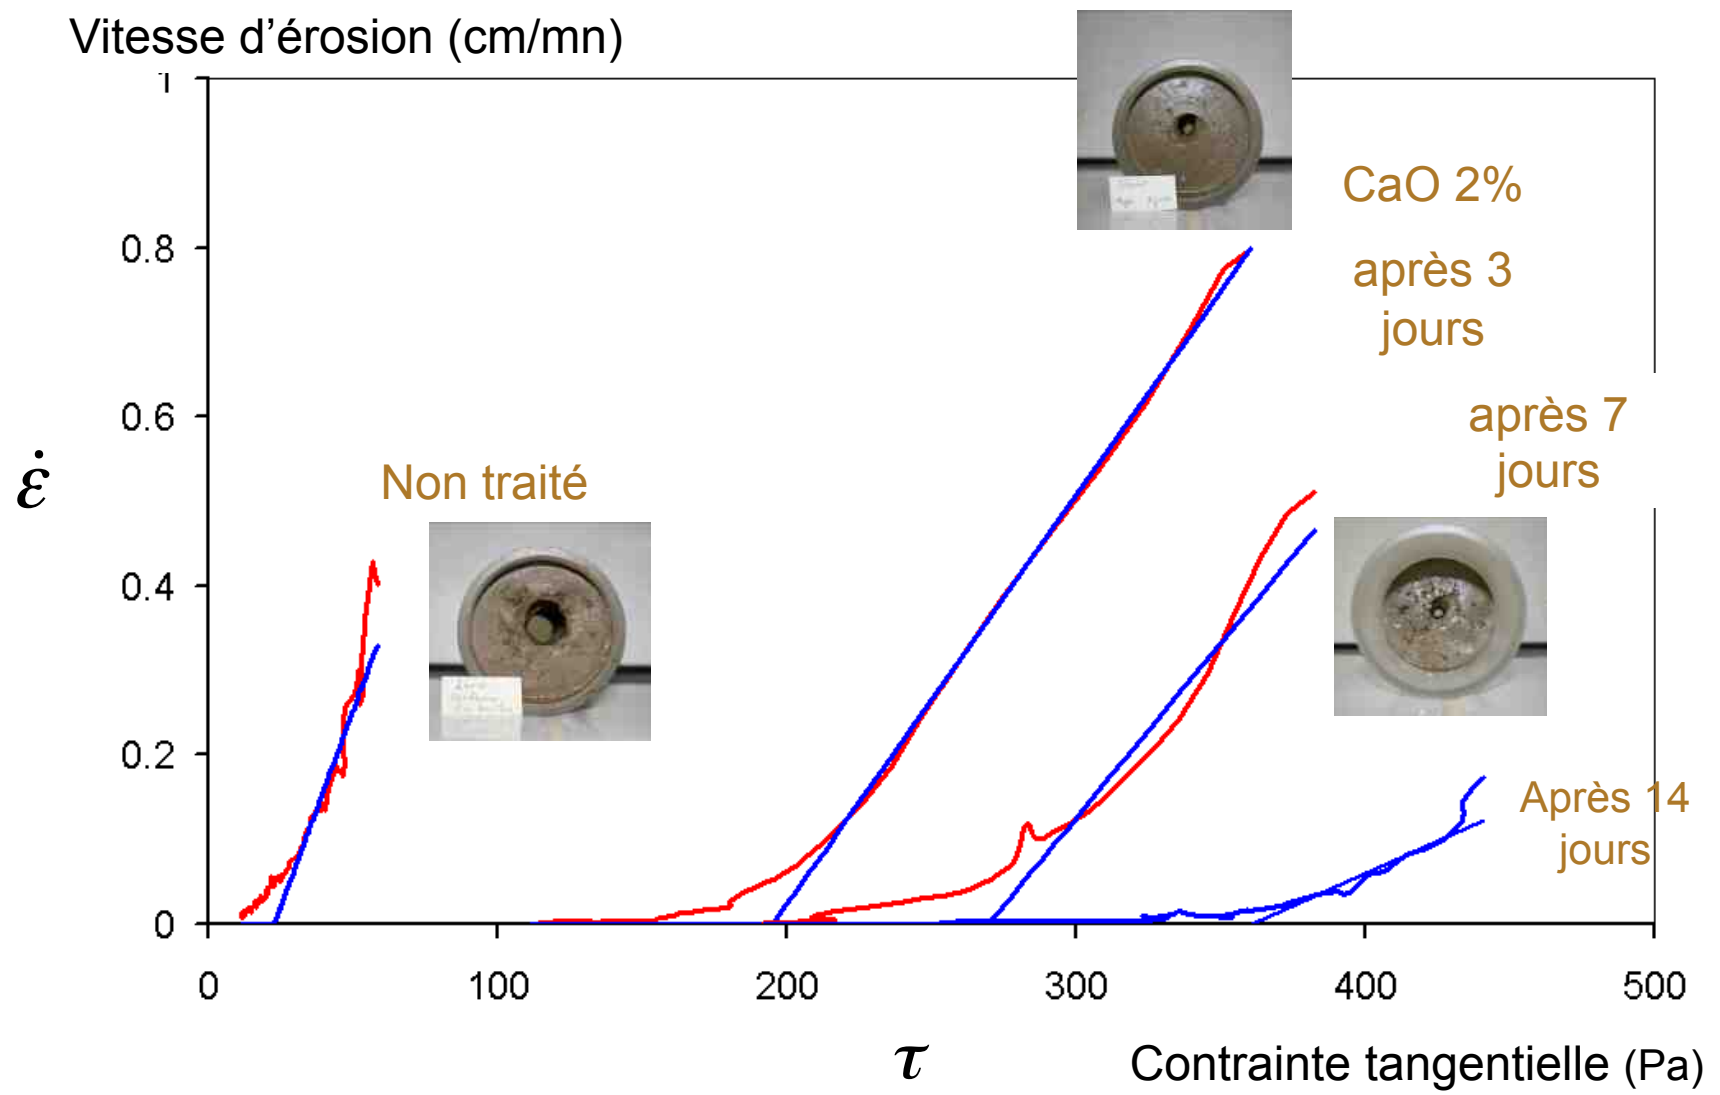 Vitesse d’érosion (cm/mn)
1
CaO 2%
0.8
après 3
jours
0.6
après 7
jours
ε̇
Non traité
0.4
0.2
Après 14
jours
0
0 100 200 300 400 500
τ
Contrainte tangentielle (Pa)